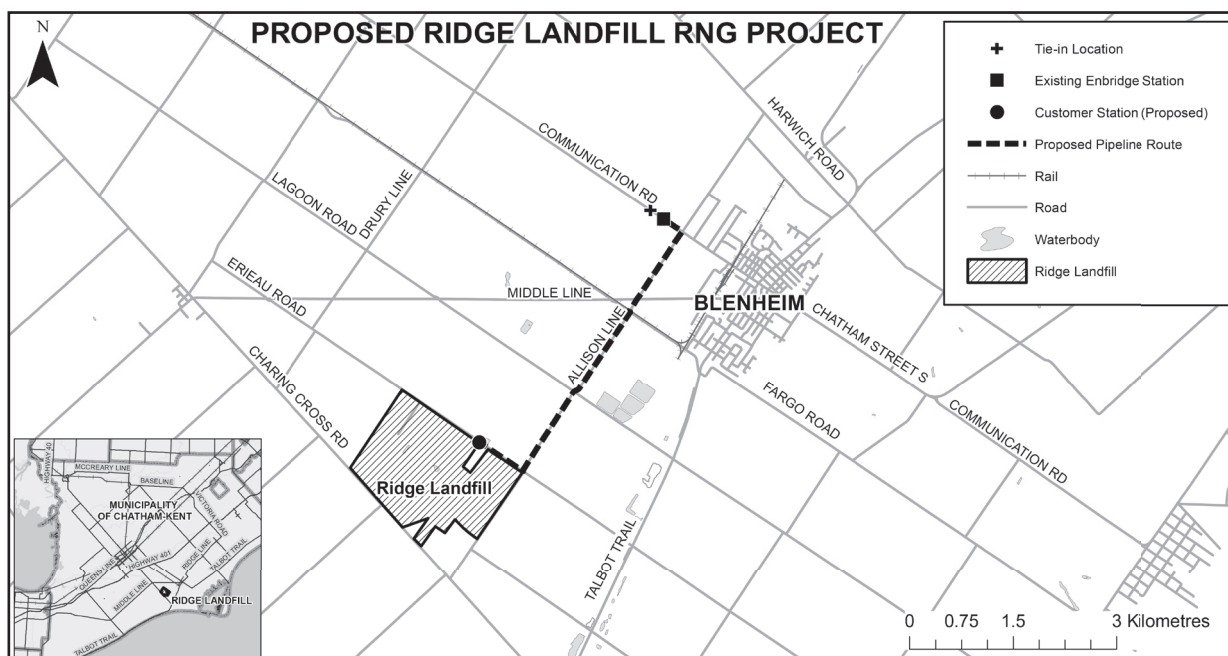 PROPOSED RIDGE LANDFILL RNG PROJECT
N
Tie-in Location
Existing Enbridge Station
Customer Station (Proposed)
Proposed Pipeline Route
Rail
Road
Waterbody
Ridge Landfill
HARWICH ROAD
COMMUNICATION RD
LAGOON ROAD
DRURY LINE
ERIEAU ROAD
MIDDLE LINE
BLENHEIM
ALLISON LINE
CHATHAM STREET S
CHARING CROSS RD
FARGO ROAD
COMMUNICATION RD
Ridge Landfill
TALBOT TRAIL
HIGHWAY 40
MCCREARY LINE
BASELINE
VICTORIA ROAD
MUNICIPALITY
OF CHATHAM-KENT
QUEENS LINE
HIGHWAY 401
RIDGE LINE
TALBOT TRAIL
MIDDLE LINE
RIDGE LANDFILL
TALBOT TRAIL
0 0.75 1.5 3 Kilometres